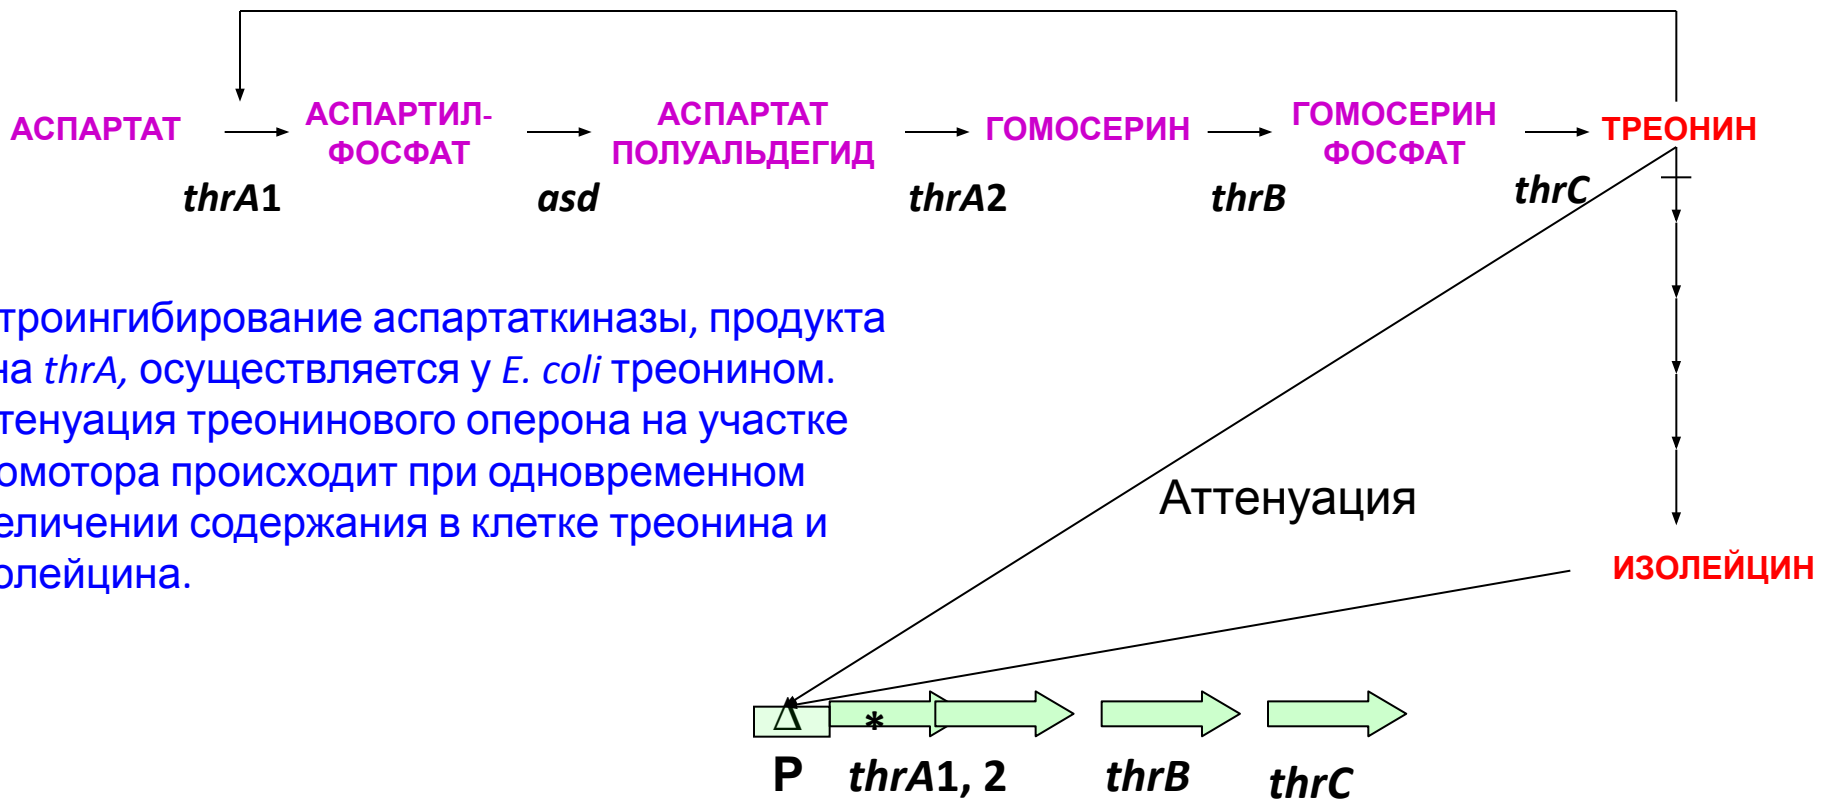 АСПАРТАТ
АСПАРТИЛ-
ФОСФАТ
АСПАРТАТ
ПОЛУАЛЬДЕГИД
ГОМОСЕРИН
ГОМОСЕРИН
ФОСФАТ
ТРЕОНИН
thrA1
asd
thrA2
thrB
thrC
троингибирование аспартаткиназы, продукта
на thrA, осуществляется у E. coli треонином.
тенуация треонинового оперона на участке
омотора происходит при одновременном
еличении содержания в клетке треонина и
олейцина.
Аттенуация
ИЗОЛЕЙЦИН
Δ
*
P
thrA1, 2
thrB
thrC